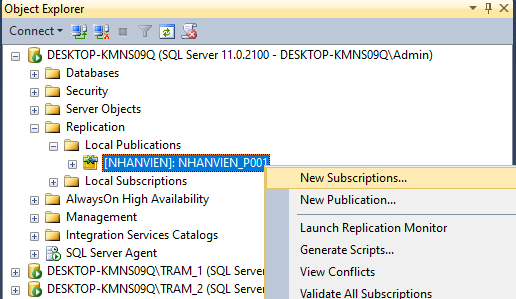 Object Explorer
Connect
DESKTOP-KMNS09Q (SQL Server 11.0.2100 - DESKTOP-KMNS09Q\Admin)
Databases
Security
Server Objects
Replication
Local Publications
[NHANVIEN]: NHANVIEN_P001
Local Subscriptions
AlwaysOn High Availability
Management
Integration Services Catalogs
SQL Server Agent
DESKTOP-KMNS09Q\TRAM_1 (SQL Server
DESKTOP-KMNS09Q\TRAM_2 (SQL Server
New Subscriptions...
New Publication...
Launch Replication Monitor
Generate Scripts...
View Conflicts
Validate All Subscriptions